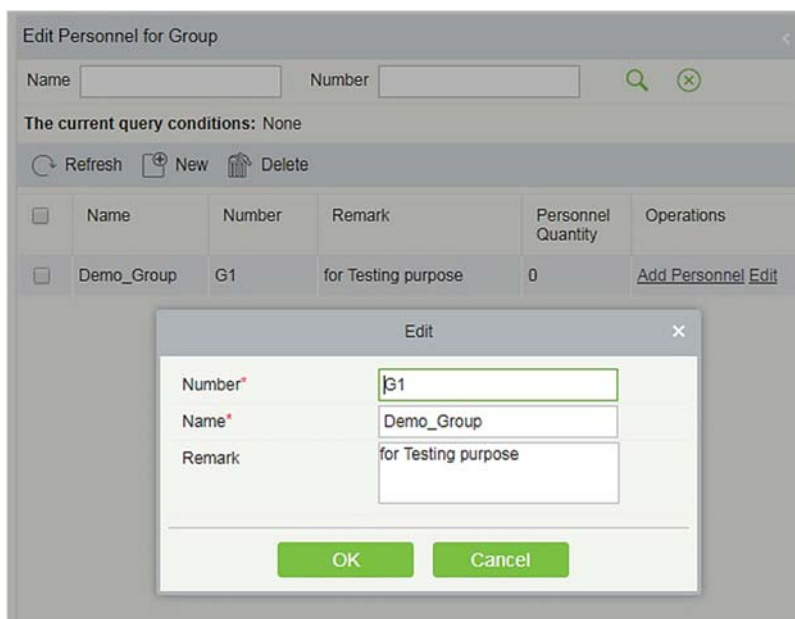 Edit Personnel for Group
Name Number
The current query conditions: None
Refresh New Delete
Name Number Remark Personnel Quantity Operations
Demo_Group G1 for Testing purpose 0 Add Personnel Edit
Edit
Number* G1
Name* Demo_Group
Remark for Testing purpose
OK Cancel